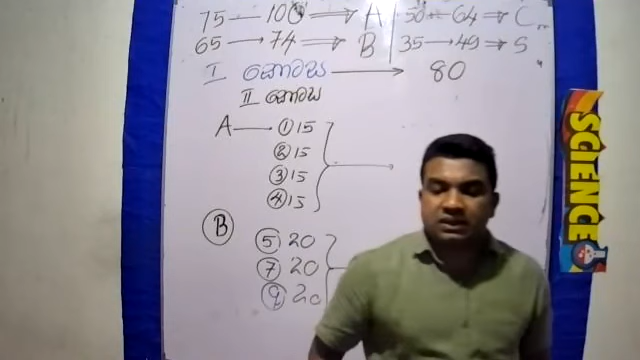 75 — 100 ⟹ A 50 — 64 ⟹ C
65 → 74 ⟹ B 35 → 49 ⟹ S
I කොටස → 80
II කොටස
A — ① 15
② 15
③ 15
④ 15
B ⑤ 20
⑦ 20
⑨ 20
SCIENCE